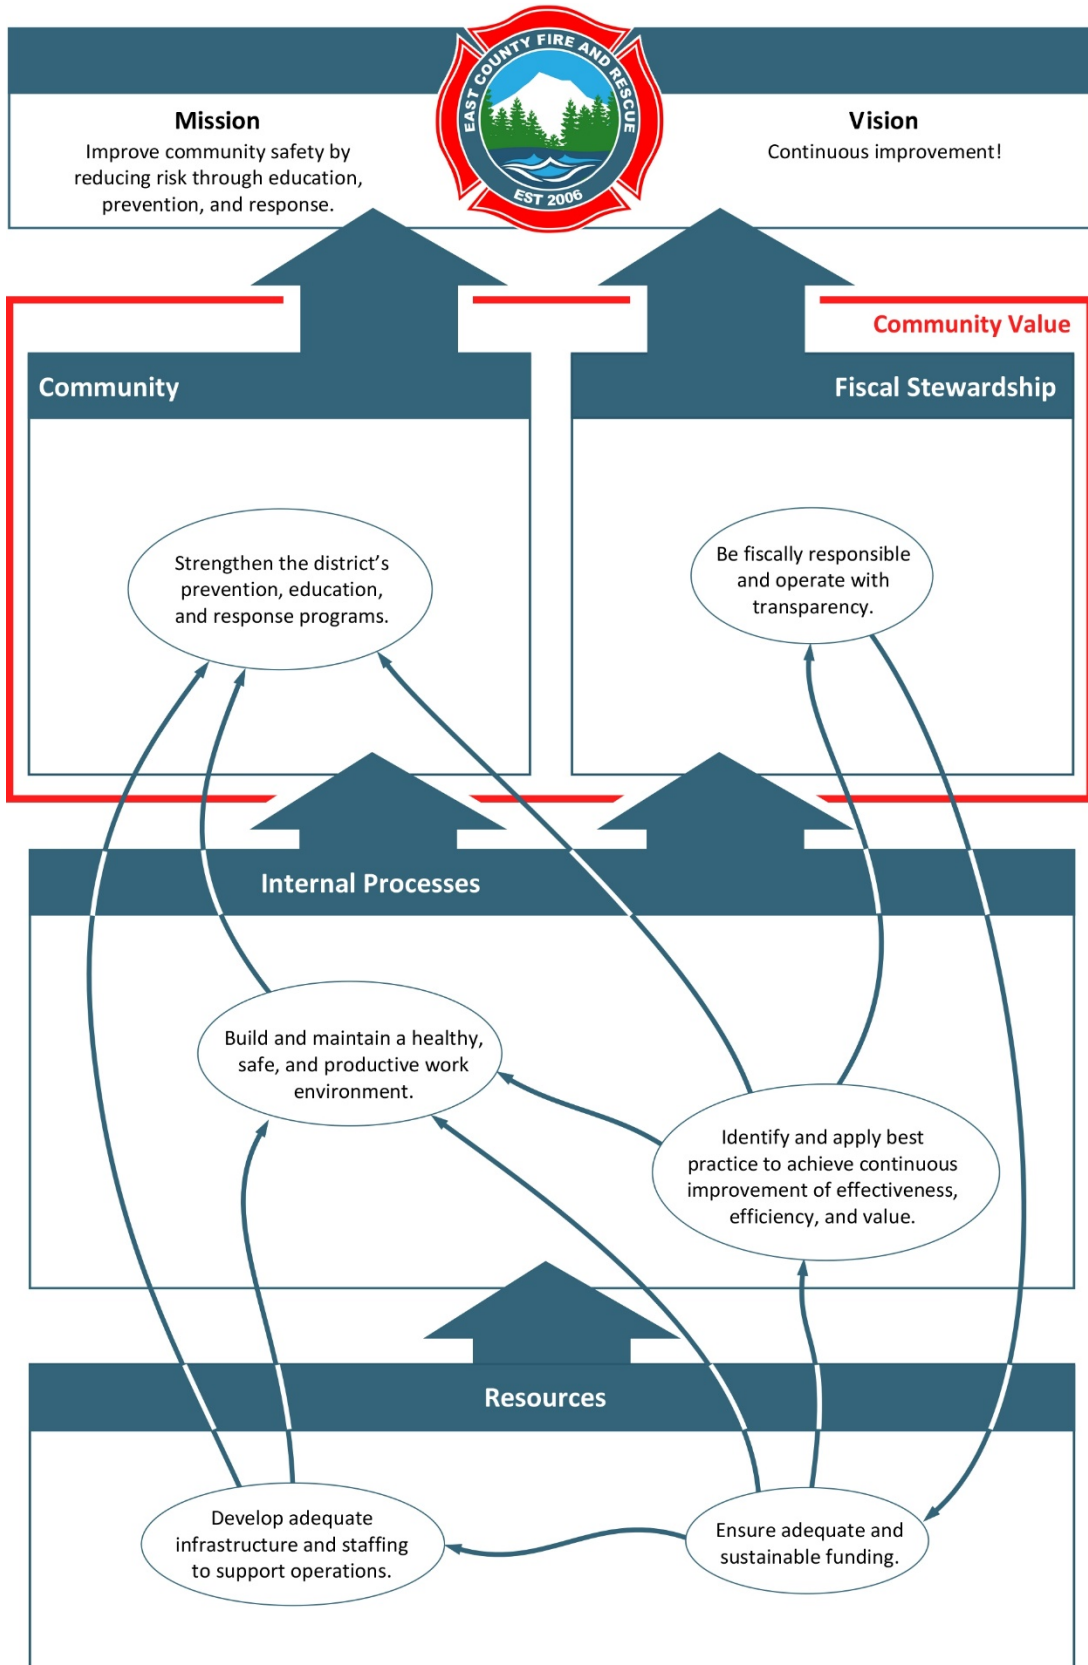 EAST COUNTY FIRE AND RESCUE
EST 2006
Mission
Improve community safety by
reducing risk through education,
prevention, and response.
Vision
Continuous improvement!
Community Value
Community
Fiscal Stewardship
Strengthen the district’s
prevention, education,
and response programs.
Be fiscally responsible
and operate with
transparency.
Internal Processes
Build and maintain a healthy,
safe, and productive work
environment.
Identify and apply best
practice to achieve continuous
improvement of effectiveness,
efficiency, and value.
Resources
Develop adequate
infrastructure and staffing
to support operations.
Ensure adequate and
sustainable funding.